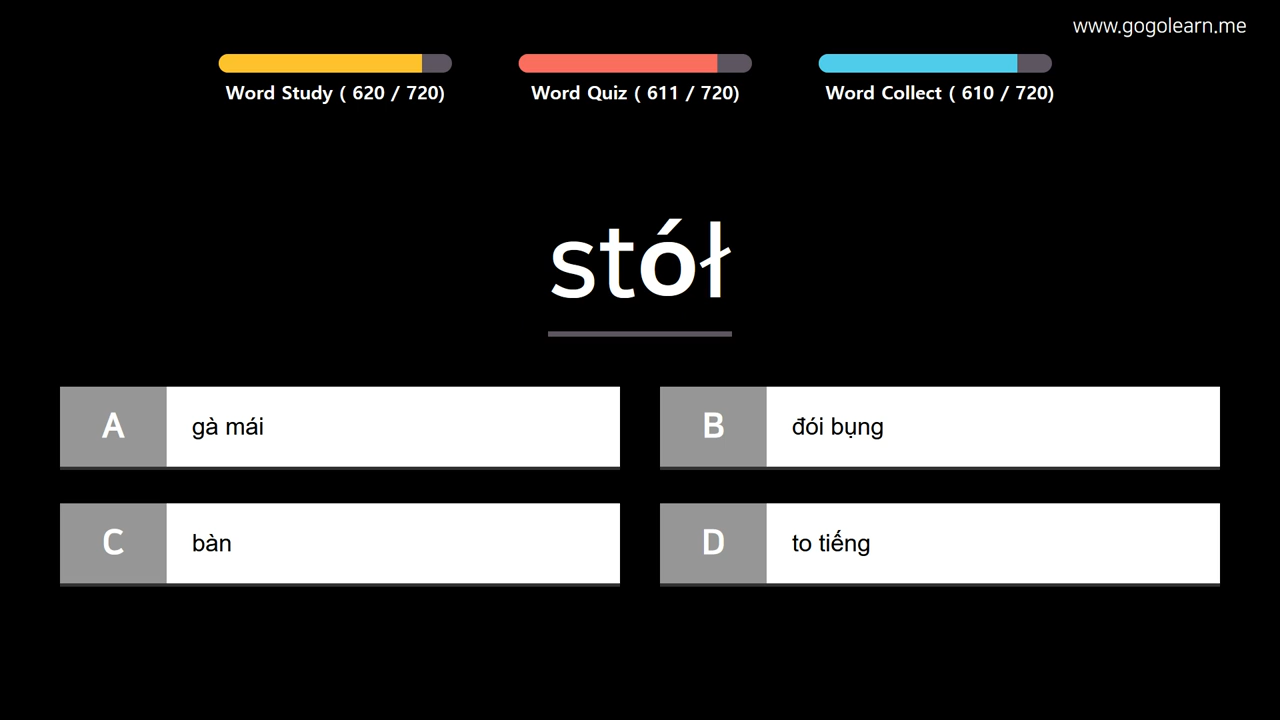 www.gogolearn.me
Word Study ( 620 / 720)
Word Quiz ( 611 / 720)
Word Collect ( 610 / 720)
stół
A gà mái
B đói bụng
C bàn
D to tiếng